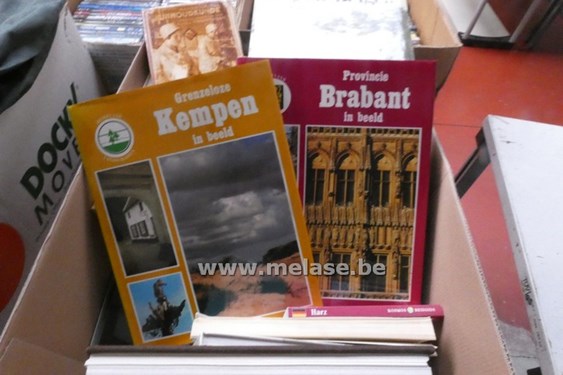 Grenzeloze
Kempen
in beeld
Provincie
Brabant
in beeld
DOCK
MOVE
www.melase.be
Harz